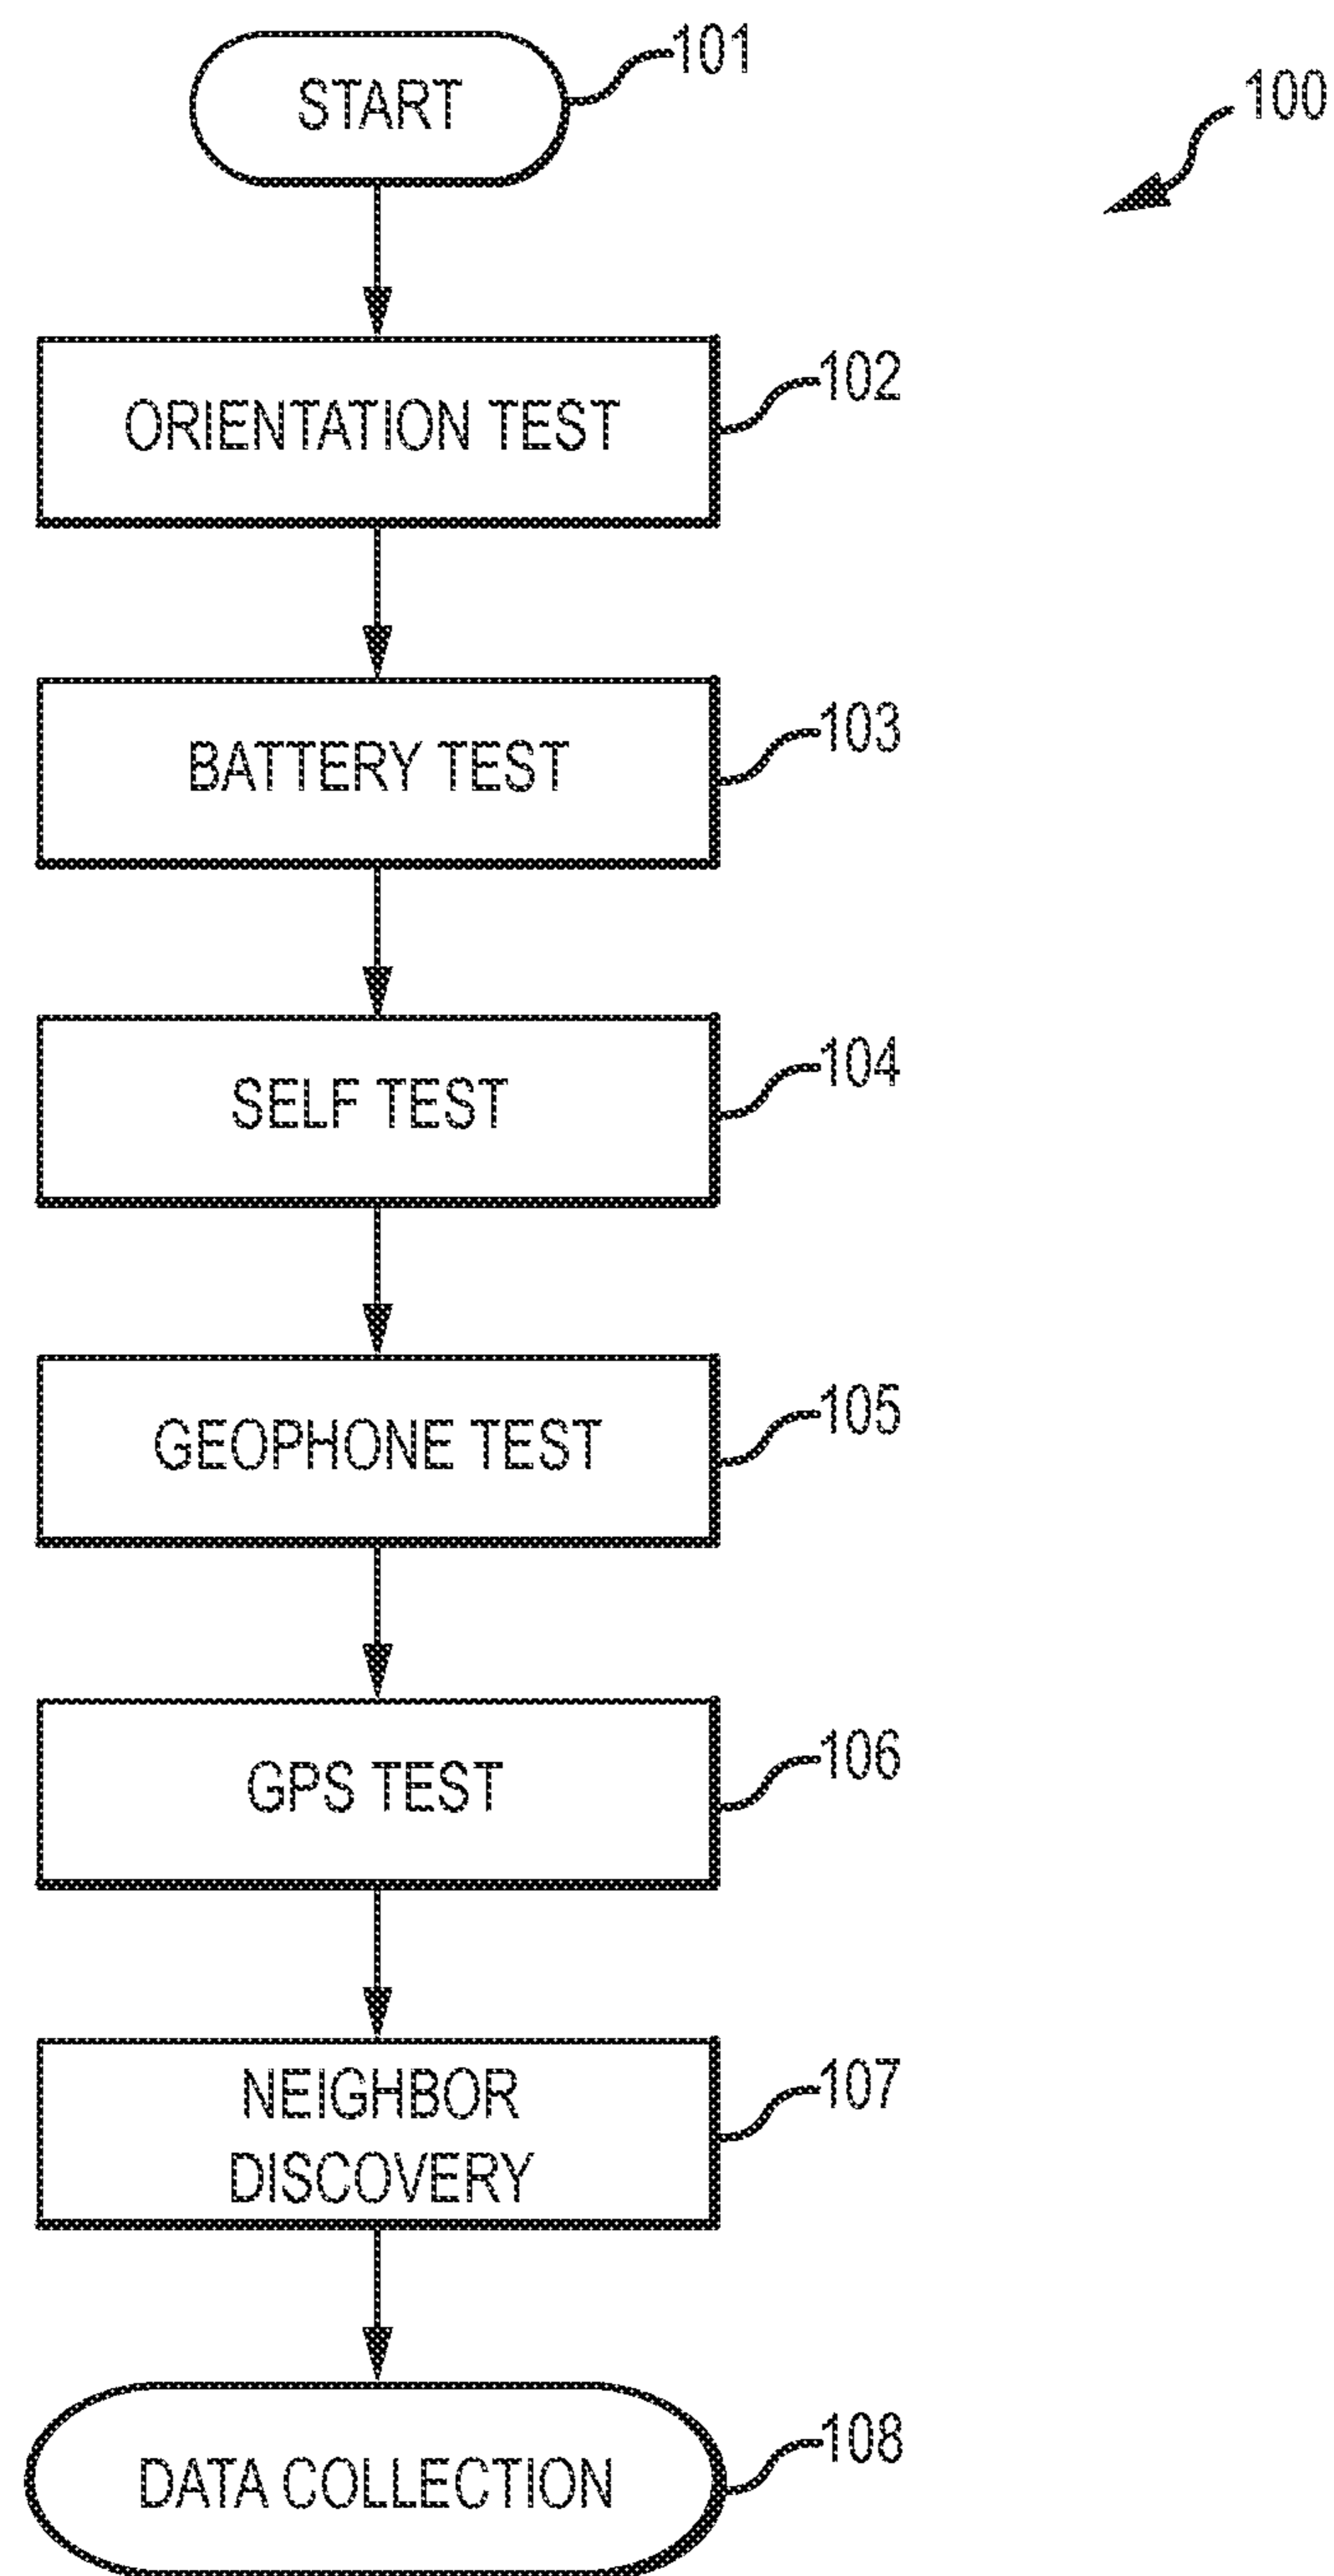 101
START
100
102
ORIENTATION TEST
103
BATTERY TEST
104
SELF TEST
105
GEOPHONE TEST
106
GPS TEST
107
NEIGHBOR
DISCOVERY
108
DATA COLLECTION